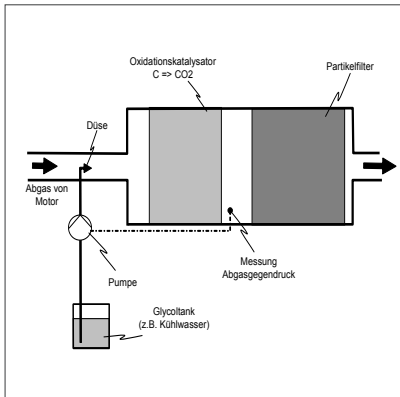 Oxidationskatalysator
C => CO2
Partikelfilter
Düse
Abgas von
Motor
Messung
Abgasgegendruck
Pumpe
Glycoltank
(z.B. Kühlwasser)